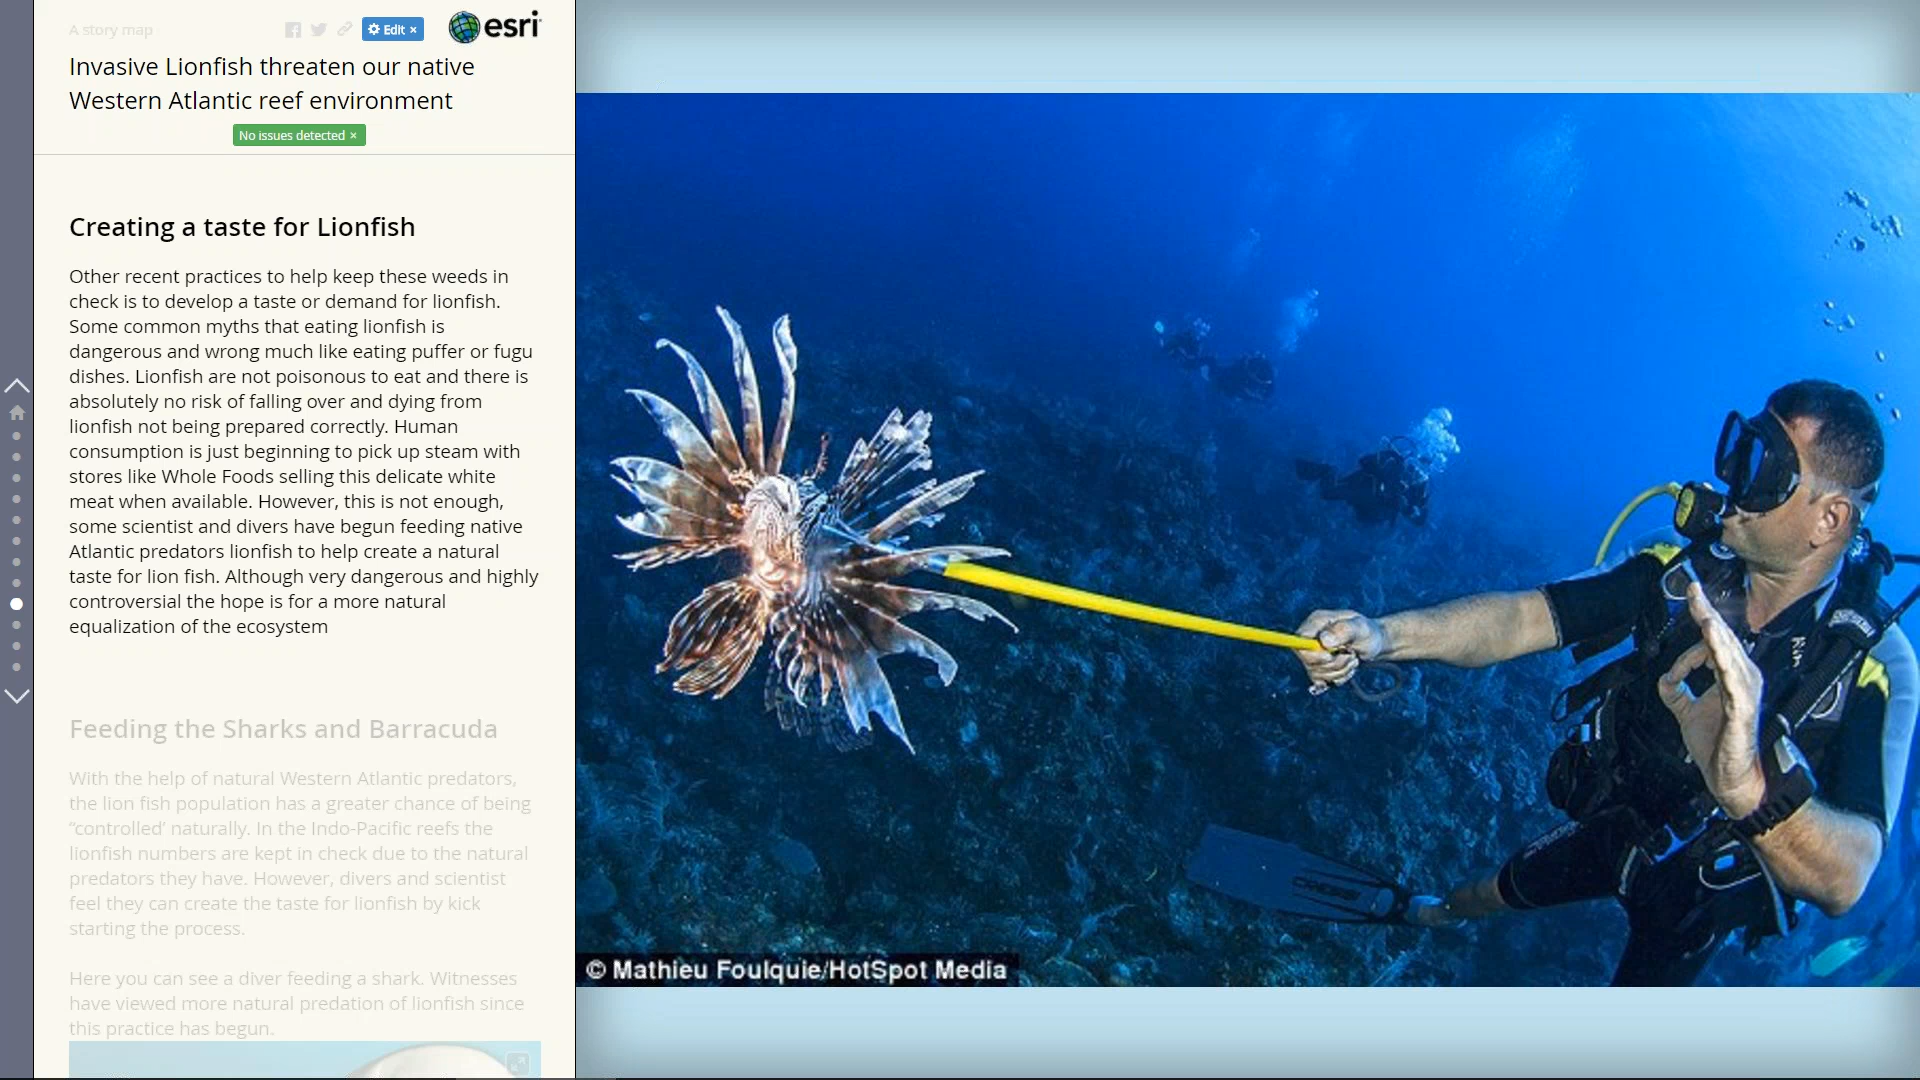 A story map
Edit ×
esri
Invasive Lionfish threaten our native
Western Atlantic reef environment
No issues detected ×
Creating a taste for Lionfish
Other recent practices to help keep these weeds in
check is to develop a taste or demand for lionfish.
Some common myths that eating lionfish is
dangerous and wrong much like eating puffer or fugu
dishes. Lionfish are not poisonous to eat and there is
absolutely no risk of falling over and dying from
lionfish not being prepared correctly. Human
consumption is just beginning to pick up steam with
stores like Whole Foods selling this delicate white
meat when available. However, this is not enough,
some scientist and divers have begun feeding native
Atlantic predators lionfish to help create a natural
taste for lion fish. Although very dangerous and highly
controversial the hope is for a more natural
equalization of the ecosystem
Feeding the Sharks and Barracuda
With the help of natural Western Atlantic predators,
the lion fish population has a greater chance of being
“controlled’ naturally. In the Indo-Pacific reefs the
lionfish numbers are kept in check due to the natural
predators they have. However, divers and scientist
feel they can create the taste for lionfish by kick
starting the process.
Here you can see a diver feeding a shark. Witnesses
have viewed more natural predation of lionfish since
this practice has begun.
CRESSI
© Mathieu Foulquie/HotSpot Media